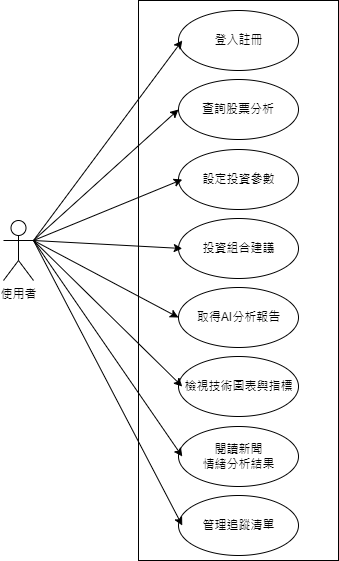 登入註冊
查詢股票分析
設定投資參數
投資組合建議
使用者
取得AI分析報告
檢視技術圖表與指標
閱讀新聞
情緒分析結果
管理追蹤清單